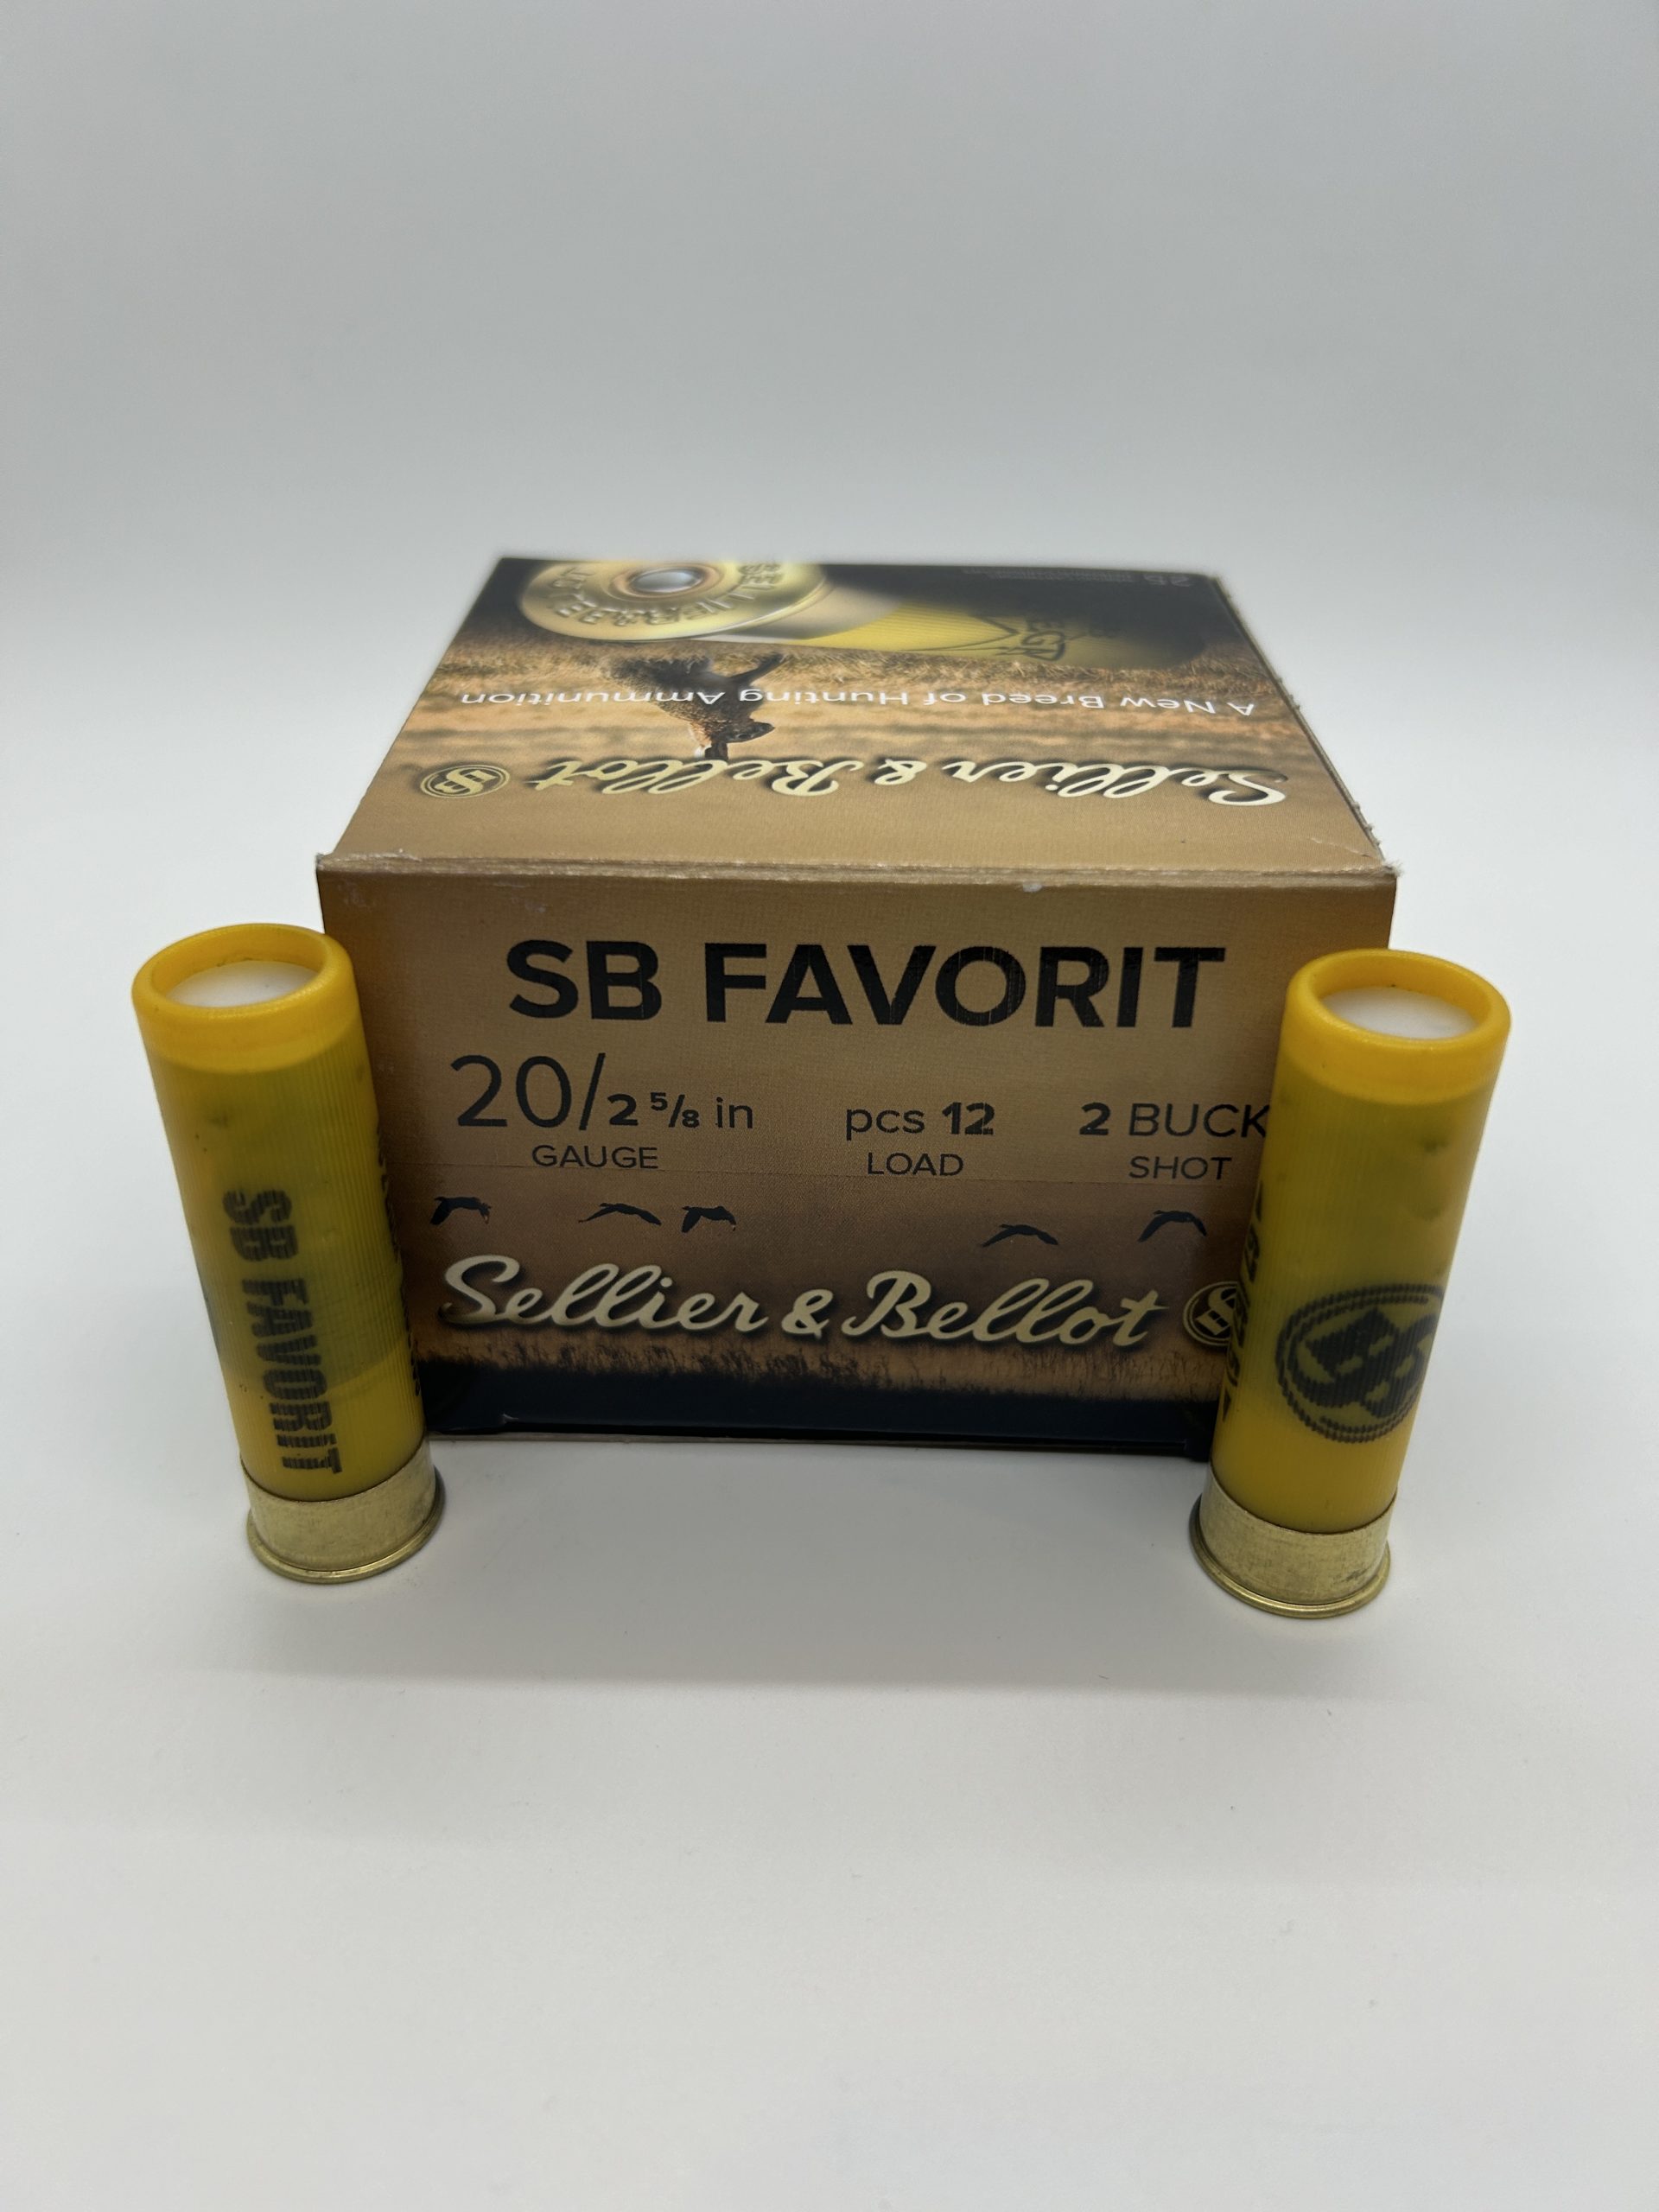 A New Breed of Hunting Ammunition
Sellier & Bellot
SB FAVORIT
20/2 5/8 in
GAUGE
pcs 12
LOAD
2 BUCK
SHOT
Sellier & Bellot
SB FAVORIT